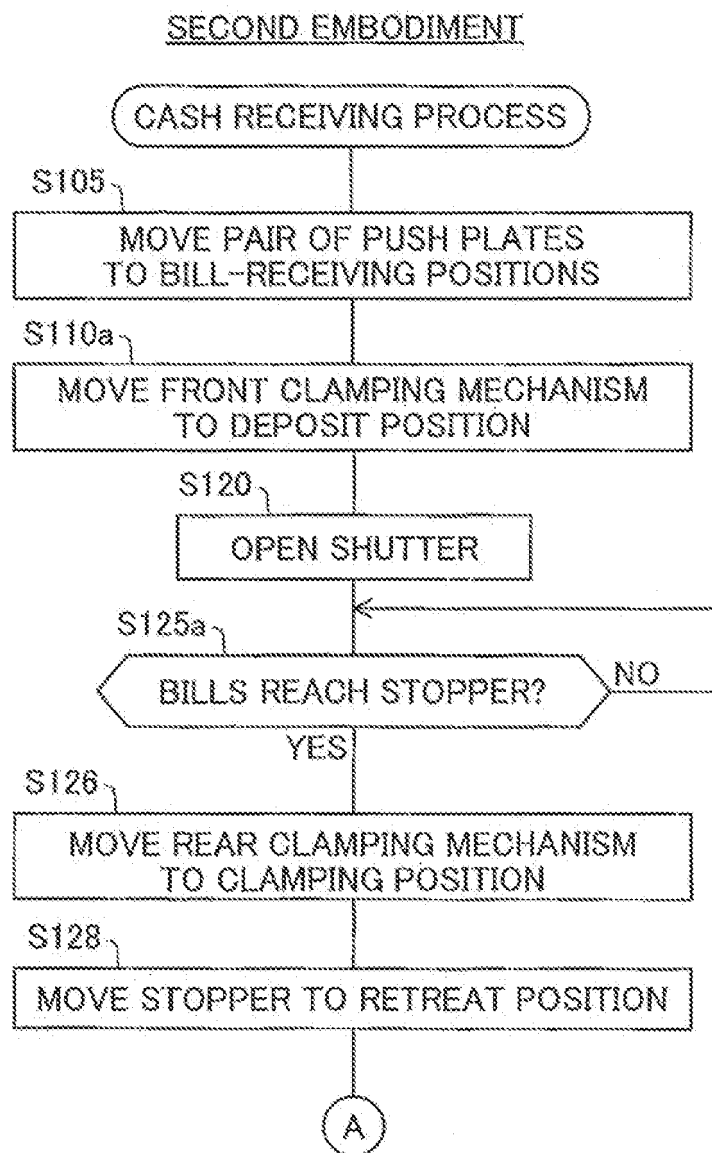 SECOND EMBODIMENT
CASH RECEIVING PROCESS
S105
MOVE PAIR OF PUSH PLATES
TO BILL-RECEIVING POSITIONS
S110a
MOVE FRONT CLAMPING MECHANISM
TO DEPOSIT POSITION
S120
OPEN SHUTTER
S125a
BILLS REACH STOPPER?
NO
YES
S126
MOVE REAR CLAMPING MECHANISM
TO CLAMPING POSITION
S128
MOVE STOPPER TO RETREAT POSITION
A